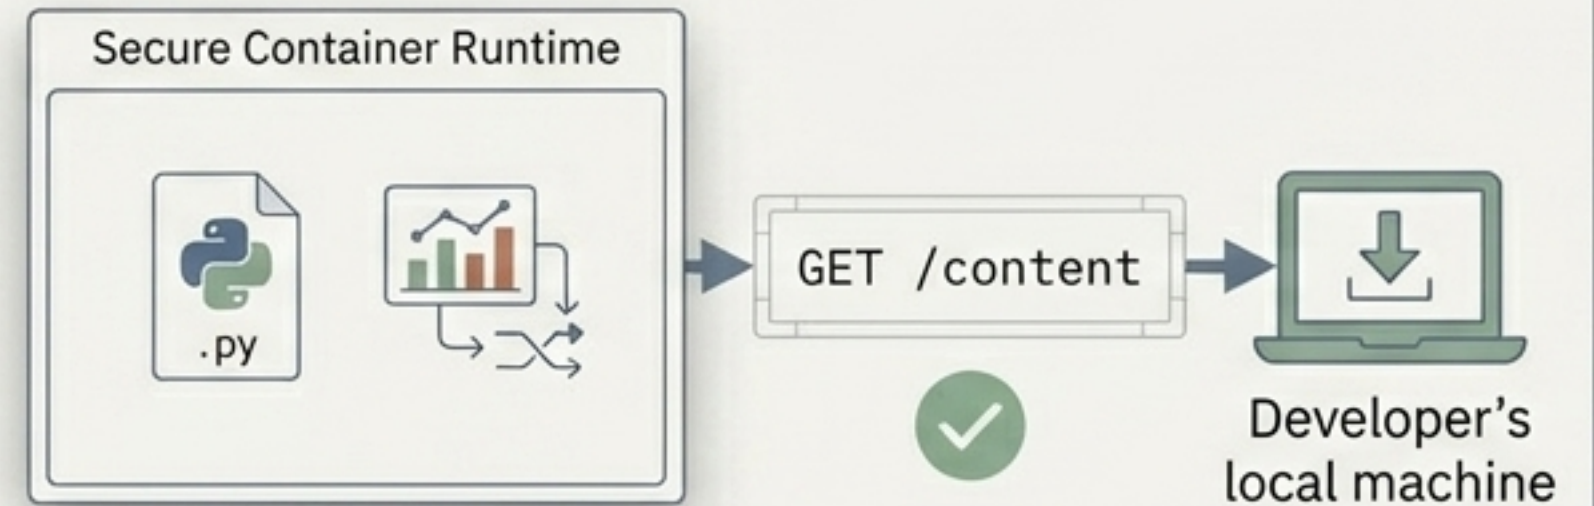 Secure Container Runtime
.py
GET /content
Developer’s
local machine